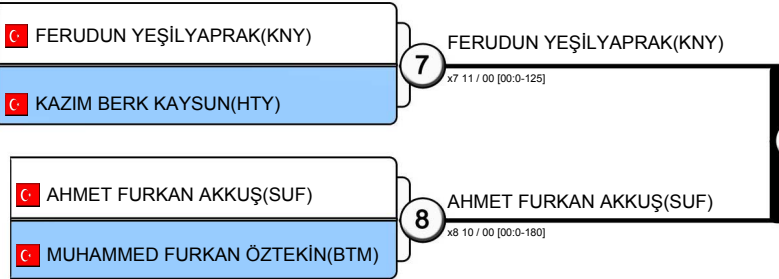 FERUDUN YEŞİLYAPRAK(KNY)
KAZIM BERK KAYSUN(HTY)
7
FERUDUN YEŞİLYAPRAK(KNY)
x7 11 / 00 [00:0-125]
AHMET FURKAN AKKUŞ(SUF)
MUHAMMED FURKAN ÖZTEKİN(BTM)
8
AHMET FURKAN AKKUŞ(SUF)
x8 10 / 00 [00:0-180]